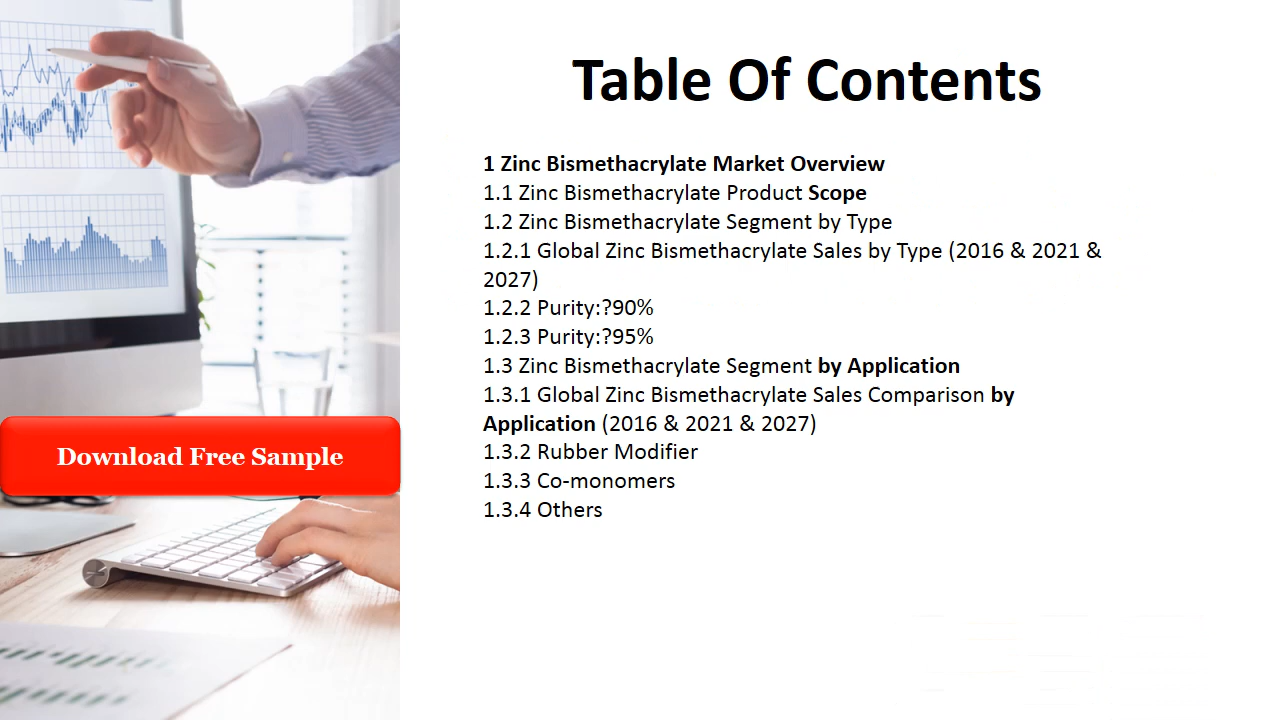 Table Of Contents
1 Zinc Bismethacrylate Market Overview
1.1 Zinc Bismethacrylate Product Scope
1.2 Zinc Bismethacrylate Segment by Type
1.2.1 Global Zinc Bismethacrylate Sales by Type (2016 & 2021 &
2027)
1.2.2 Purity:?90%
1.2.3 Purity:?95%
1.3 Zinc Bismethacrylate Segment by Application
1.3.1 Global Zinc Bismethacrylate Sales Comparison by
Application (2016 & 2021 & 2027)
1.3.2 Rubber Modifier
1.3.3 Co-monomers
1.3.4 Others
Download Free Sample